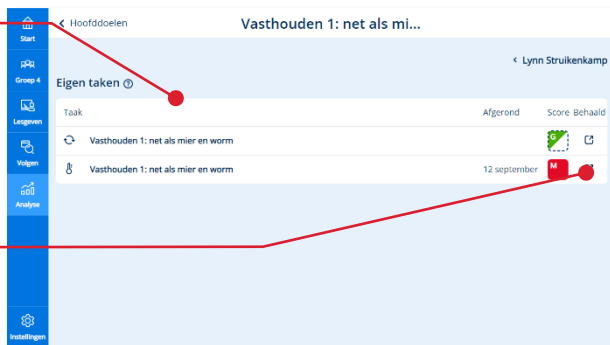 Start
Groep 4
Lesgeven
Volgen
Analyse
Instellingen
Hoofddoelen
Vasthouden 1: net als mi...
Lynn Struikenkamp
Eigen taken
Taak Afgerond Score Behaald
Vasthouden 1: net als mier en worm G
Vasthouden 1: net als mier en worm 12 september M